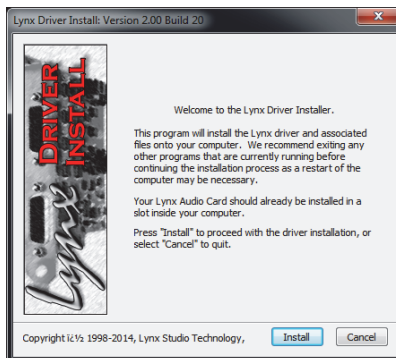 Lynx Driver Install: Version 2.00 Build 20
DRIVER
INSTALL
Lynx
Welcome to the Lynx Driver Installer.
This program will install the Lynx driver and associated
files onto your computer. We recommend exiting any
other programs that are currently running before
continuing the installation process as a restart of the
computer may be necessary.
Your Lynx Audio Card should already be installed in a
slot inside your computer.
Press "Install" to proceed with the driver installation, or
select "Cancel" to quit.
Copyright ï¿½ 1998-2014, Lynx Studio Technology,
Install
Cancel